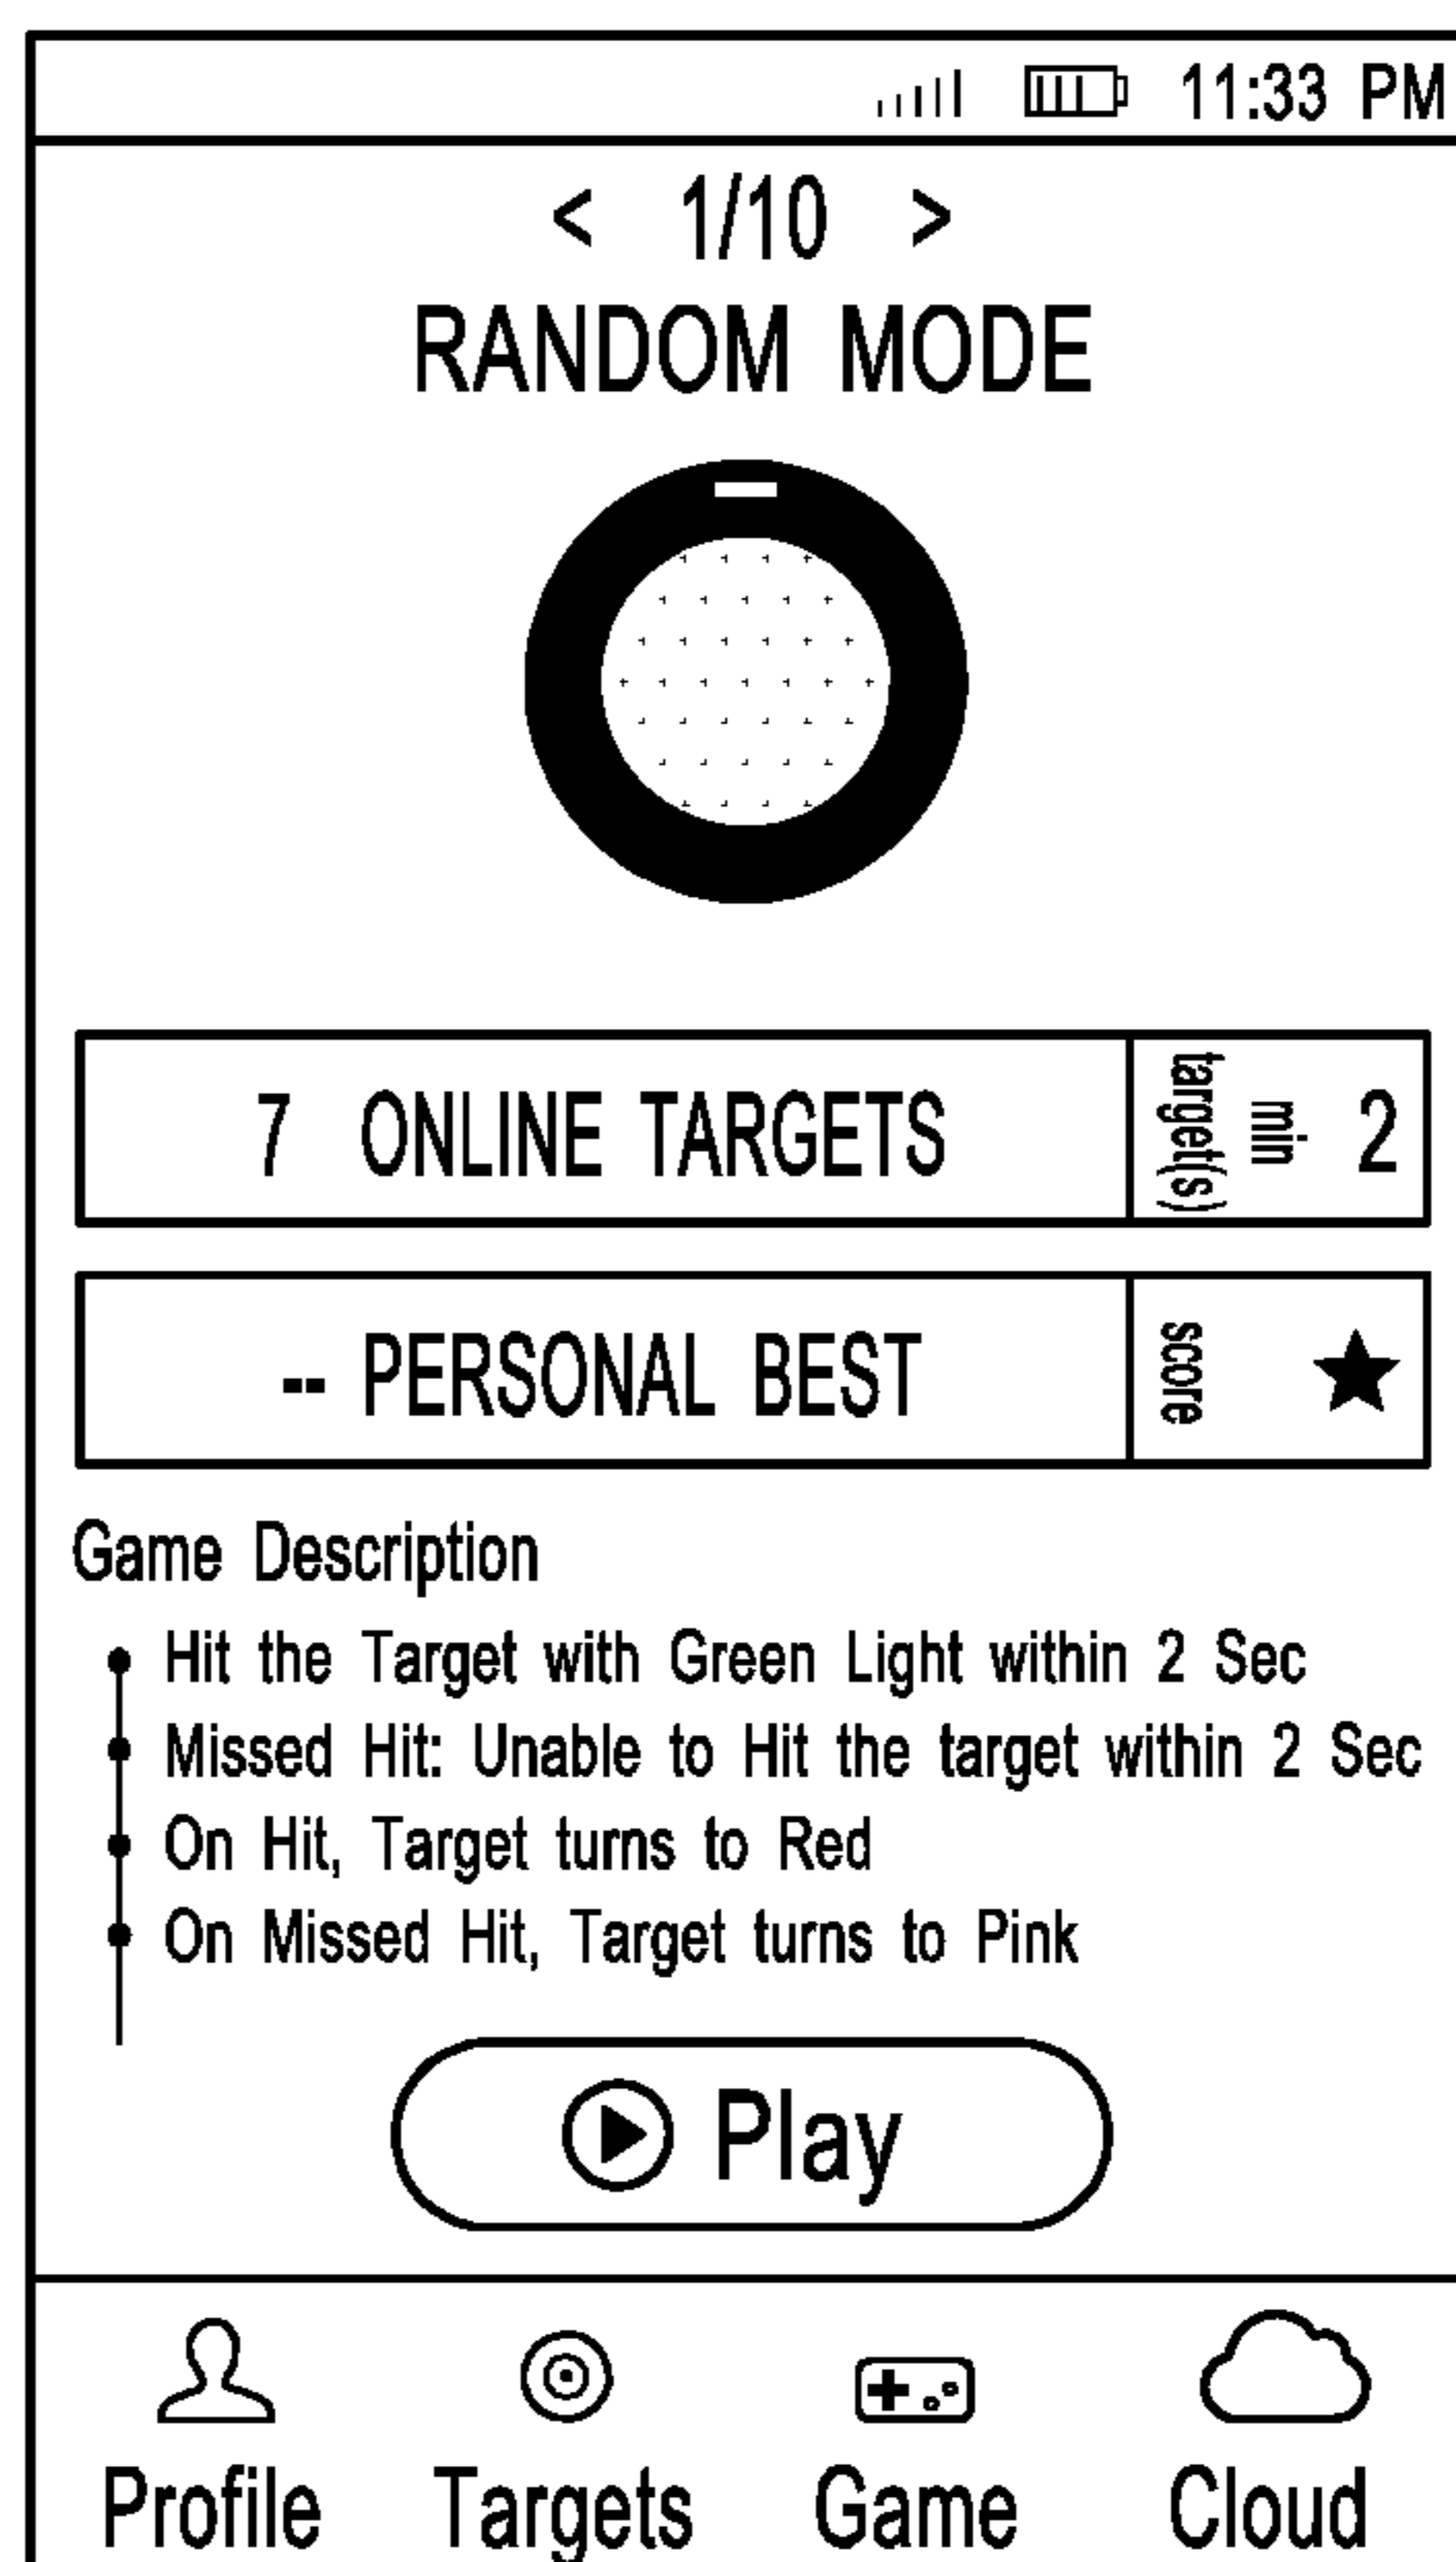 11:33 PM
< 1/10 >
RANDOM MODE
7 ONLINE TARGETS
target(s)
min
2
-- PERSONAL BEST
score
Game Description
Hit the Target with Green Light within 2 Sec
Missed Hit: Unable to Hit the target within 2 Sec
On Hit, Target turns to Red
On Missed Hit, Target turns to Pink
Play
Profile Targets Game Cloud